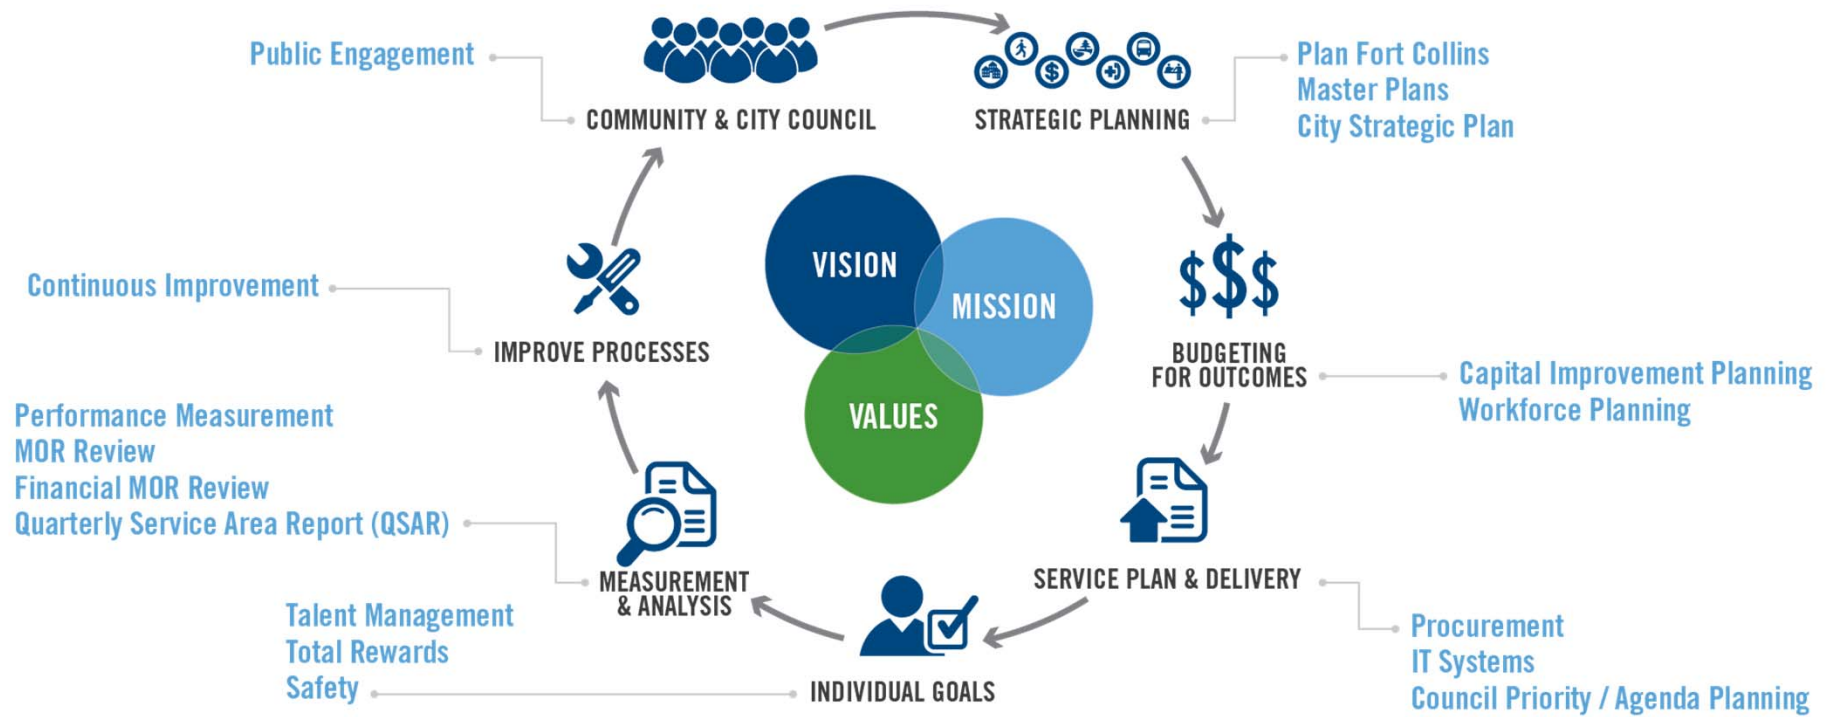 Public Engagement
COMMUNITY & CITY COUNCIL
STRATEGIC PLANNING
Plan Fort Collins
Master Plans
City Strategic Plan
VISION
MISSION
VALUES
Continuous Improvement
IMPROVE PROCESSES
BUDGETING
FOR OUTCOMES
Capital Improvement Planning
Workforce Planning
Performance Measurement
MOR Review
Financial MOR Review
Quarterly Service Area Report (QSAR)
MEASUREMENT
& ANALYSIS
SERVICE PLAN & DELIVERY
Procurement
IT Systems
Council Priority / Agenda Planning
Talent Management
Total Rewards
Safety
INDIVIDUAL GOALS